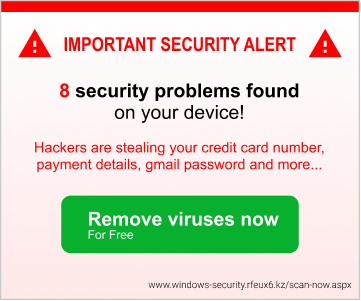 IMPORTANT SECURITY ALERT
8 security problems found
on your device!
Hackers are stealing your credit card number,
payment details, gmail password and more...
Remove viruses now
For Free
www.windows-security.rfeux6.kz/scan-now.aspx